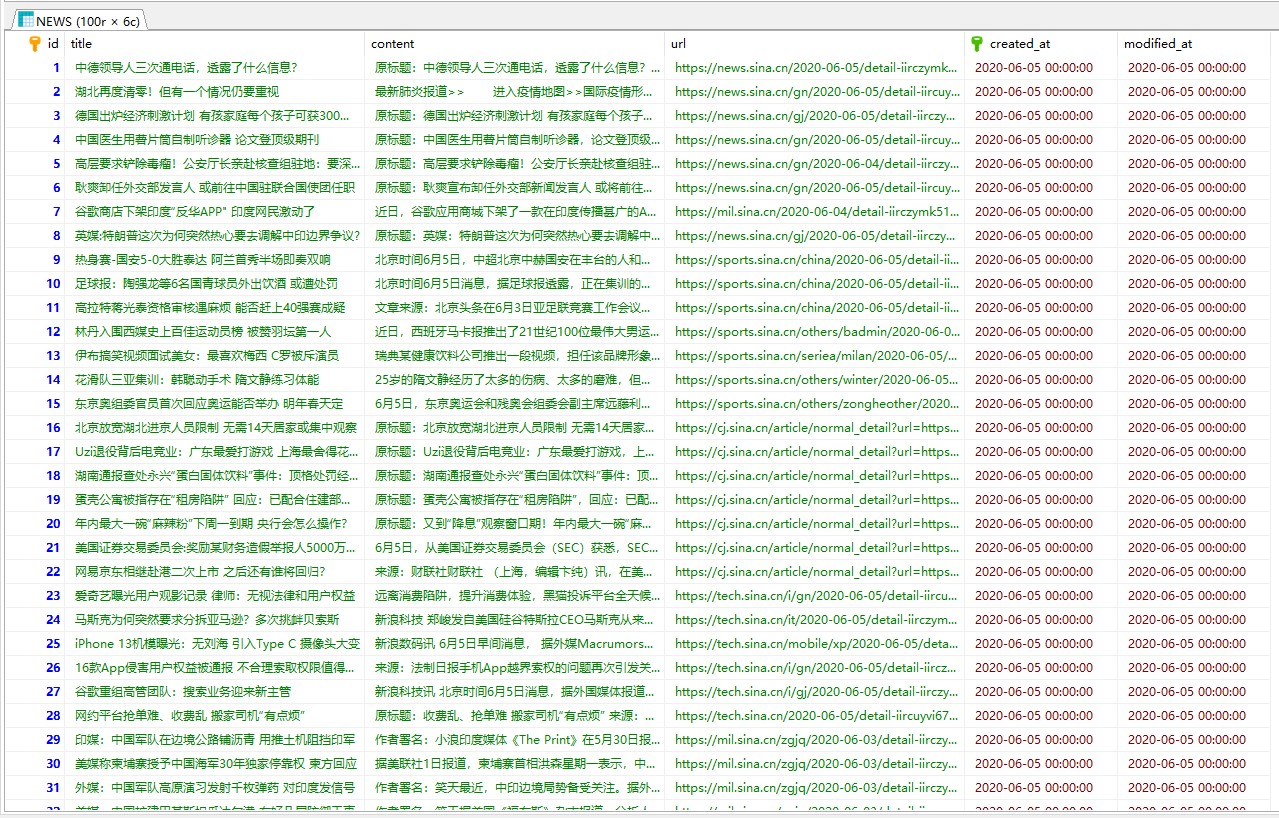 NEWS (100r × 6c)
id title content url created_at modified_at
1 中德领导人三次通电话，透露了什么信息？ 原标题：中德领导人三次通电话，透露了什么信息？ ... https://news.sina.cn/2020-06-05/detail-iirczymk... 2020-06-05 00:00:00 2020-06-05 00:00:00
2 湖北再度清零！但有一个情况仍要重视 最新肺炎报道>> 进入疫情地图>>国际疫情形... https://news.sina.cn/gn/2020-06-05/detail-iircuy... 2020-06-05 00:00:00 2020-06-05 00:00:00
3 德国出炉经济刺激计划 有孩家庭每个孩子可获300... 原标题：德国出炉经济刺激计划 有孩家庭每个孩子... https://news.sina.cn/gj/2020-06-05/detail-iirczy... 2020-06-05 00:00:00 2020-06-05 00:00:00
4 中国医生用薯片筒自制听诊器 论文登顶级期刊 原标题：中国医生用薯片筒自制听诊器，论文登顶级... https://news.sina.cn/gn/2020-06-05/detail-iircuy... 2020-06-05 00:00:00 2020-06-05 00:00:00
5 高层要求铲除毒瘤！公安厅长亲赴核查组驻地：要深... 原标题：高层要求铲除毒瘤！公安厅长亲赴核查组驻... https://news.sina.cn/gn/2020-06-04/detail-iirczy... 2020-06-05 00:00:00 2020-06-05 00:00:00
6 耿爽卸任外交部发言人 或前往中国驻联合国使团任职 原标题：耿爽宣布卸任外交部新闻发言人 或将前往... https://news.sina.cn/gn/2020-06-05/detail-iircuy... 2020-06-05 00:00:00 2020-06-05 00:00:00
7 谷歌商店下架印度“反华APP” 印度网民激动了 近日，谷歌应用商城下架了一款在印度传播甚广的A... https://mil.sina.cn/2020-06-04/detail-iirczymk51... 2020-06-05 00:00:00 2020-06-05 00:00:00
8 英媒:特朗普这次为何突然热心要去调解中印边界争议? 原标题：英媒：特朗普这次为何突然热心要去调解中... https://news.sina.cn/gj/2020-06-05/detail-iirczy... 2020-06-05 00:00:00 2020-06-05 00:00:00
9 热身赛-国安5-0大胜泰达 阿兰首秀半场即奏双响 北京时间6月5日，中超北京中赫国安在丰台的人和... https://sports.sina.cn/china/2020-06-05/detail-ii... 2020-06-05 00:00:00 2020-06-05 00:00:00
10 足球报：陶强龙等6名国青球员外出饮酒 或遭处罚 北京时间6月5日消息，据足球报透露，正在集训的... https://sports.sina.cn/china/2020-06-05/detail-ii... 2020-06-05 00:00:00 2020-06-05 00:00:00
11 高拉特蒋光泰资格审核遇麻烦 能否赶上40强赛成疑 文章来源：北京头条在6月3日亚足联竞赛工作会议... https://sports.sina.cn/china/2020-06-05/detail-ii... 2020-06-05 00:00:00 2020-06-05 00:00:00
12 林丹入围西媒史上百佳运动员榜 被赞羽坛第一人 近日，西班牙马卡报推出了21世纪100位最伟大男运... https://sports.sina.cn/others/badmin/2020-06-0... 2020-06-05 00:00:00 2020-06-05 00:00:00
13 伊布搞笑视频面试美女：最喜欢梅西 C罗被斥演员 瑞典某健康饮料公司推出一段视频，担任该品牌形象... https://sports.sina.cn/seriea/milan/2020-06-05/... 2020-06-05 00:00:00 2020-06-05 00:00:00
14 花滑队三亚集训：韩聪动手术 隋文静练习体能 25岁的隋文静经历了太多的伤病、太多的磨难，但... https://sports.sina.cn/others/winter/2020-06-05... 2020-06-05 00:00:00 2020-06-05 00:00:00
15 东京奥组委官员首次回应奥运能否举办 明年春天定 6月5日，东京奥运会和残奥会组委会副主席远藤利... https://sports.sina.cn/others/zongheother/2020... 2020-06-05 00:00:00 2020-06-05 00:00:00
16 北京放宽湖北进京人员限制 无需14天居家或集中观察 原标题：北京放宽湖北进京人员限制 无需14天居家... https://cj.sina.cn/article/normal_detail?url=https... 2020-06-05 00:00:00 2020-06-05 00:00:00
17 Uzi退役背后电竞业：广东最爱打游戏 上海最舍得花... 原标题：Uzi退役背后电竞业：广东最爱打游戏，上... https://cj.sina.cn/article/normal_detail?url=https... 2020-06-05 00:00:00 2020-06-05 00:00:00
18 湖南通报查处永兴“蛋白固体饮料”事件：顶格处罚经... 原标题：湖南通报查处永兴“蛋白固体饮料”事件：顶... https://cj.sina.cn/article/normal_detail?url=https... 2020-06-05 00:00:00 2020-06-05 00:00:00
19 蛋壳公寓被指存在“租房陷阱” 回应：已配合住建部... 原标题：蛋壳公寓被指存在“租房陷阱”，回应：已配... https://cj.sina.cn/article/normal_detail?url=https... 2020-06-05 00:00:00 2020-06-05 00:00:00
20 年内最大一碗“麻辣粉”下周一到期 央行会怎么操作？ 原标题：又到“降息”观察窗口期！年内最大一碗“麻... https://cj.sina.cn/article/normal_detail?url=https... 2020-06-05 00:00:00 2020-06-05 00:00:00
21 美国证券交易委员会:奖励某财务造假举报人5000万... 6月5日，从美国证券交易委员会（SEC）获悉，SEC... https://cj.sina.cn/article/normal_detail?url=https... 2020-06-05 00:00:00 2020-06-05 00:00:00
22 网易京东相继赴港二次上市 之后还有谁将回归？ 来源：财联社财联社 （上海，编辑卞纯）讯，在美... https://cj.sina.cn/article/normal_detail?url=https... 2020-06-05 00:00:00 2020-06-05 00:00:00
23 爱奇艺曝光用户观影记录 律师：无视法律和用户权益 远离消费陷阱，提升消费体验，黑猫投诉平台全天候... https://tech.sina.cn/i/gn/2020-06-05/detail-iircu... 2020-06-05 00:00:00 2020-06-05 00:00:00
24 马斯克为何突然要求分拆亚马逊？多次挑衅贝索斯 新浪科技 郑峻发自美国硅谷特斯拉CEO马斯克从来... https://tech.sina.cn/it/2020-06-05/detail-iirczym... 2020-06-05 00:00:00 2020-06-05 00:00:00
25 iPhone 13机模曝光：无刘海 引入Type C 摄像头大变 新浪数码讯 6月5日早间消息， 据外媒Macrumors... https://tech.sina.cn/mobile/xp/2020-06-05/deta... 2020-06-05 00:00:00 2020-06-05 00:00:00
26 16款App侵害用户权益被通报 不合理索取权限值得... 来源：法制日报手机App越界索权的问题再次引发关... https://tech.sina.cn/i/gn/2020-06-05/detail-iircz... 2020-06-05 00:00:00 2020-06-05 00:00:00
27 谷歌重组高管团队：搜索业务迎来新主管 新浪科技讯 北京时间6月5日消息，据外国媒体报道... https://tech.sina.cn/i/gj/2020-06-05/detail-iirczy... 2020-06-05 00:00:00 2020-06-05 00:00:00
28 网约平台抢单难、收费乱 搬家司机“有点烦” 原标题：收费乱、抢单难 搬家司机“有点烦” 来源：... https://tech.sina.cn/2020-06-05/detail-iircuyvi67... 2020-06-05 00:00:00 2020-06-05 00:00:00
29 印媒：中国军队在边境公路铺沥青 用推土机阻挡印军 作者署名：小浪印度媒体《The Print》在5月30日报... https://mil.sina.cn/zgjq/2020-06-03/detail-iirczy... 2020-06-05 00:00:00 2020-06-05 00:00:00
30 美媒称柬埔寨授予中国海军30年独家停靠权 柬方回应 据美联社1日报道，柬埔寨首相洪森星期一表示，中... https://mil.sina.cn/zgjq/2020-06-03/detail-iirczy... 2020-06-05 00:00:00 2020-06-05 00:00:00
31 外媒：中国军队高原演习发射千枚弹药 对印度发信号 作者署名：笑天最近，中印边境局势备受关注。据外... https://mil.sina.cn/zgjq/2020-06-03/detail-iirczy... 2020-06-05 00:00:00 2020-06-05 00:00:00